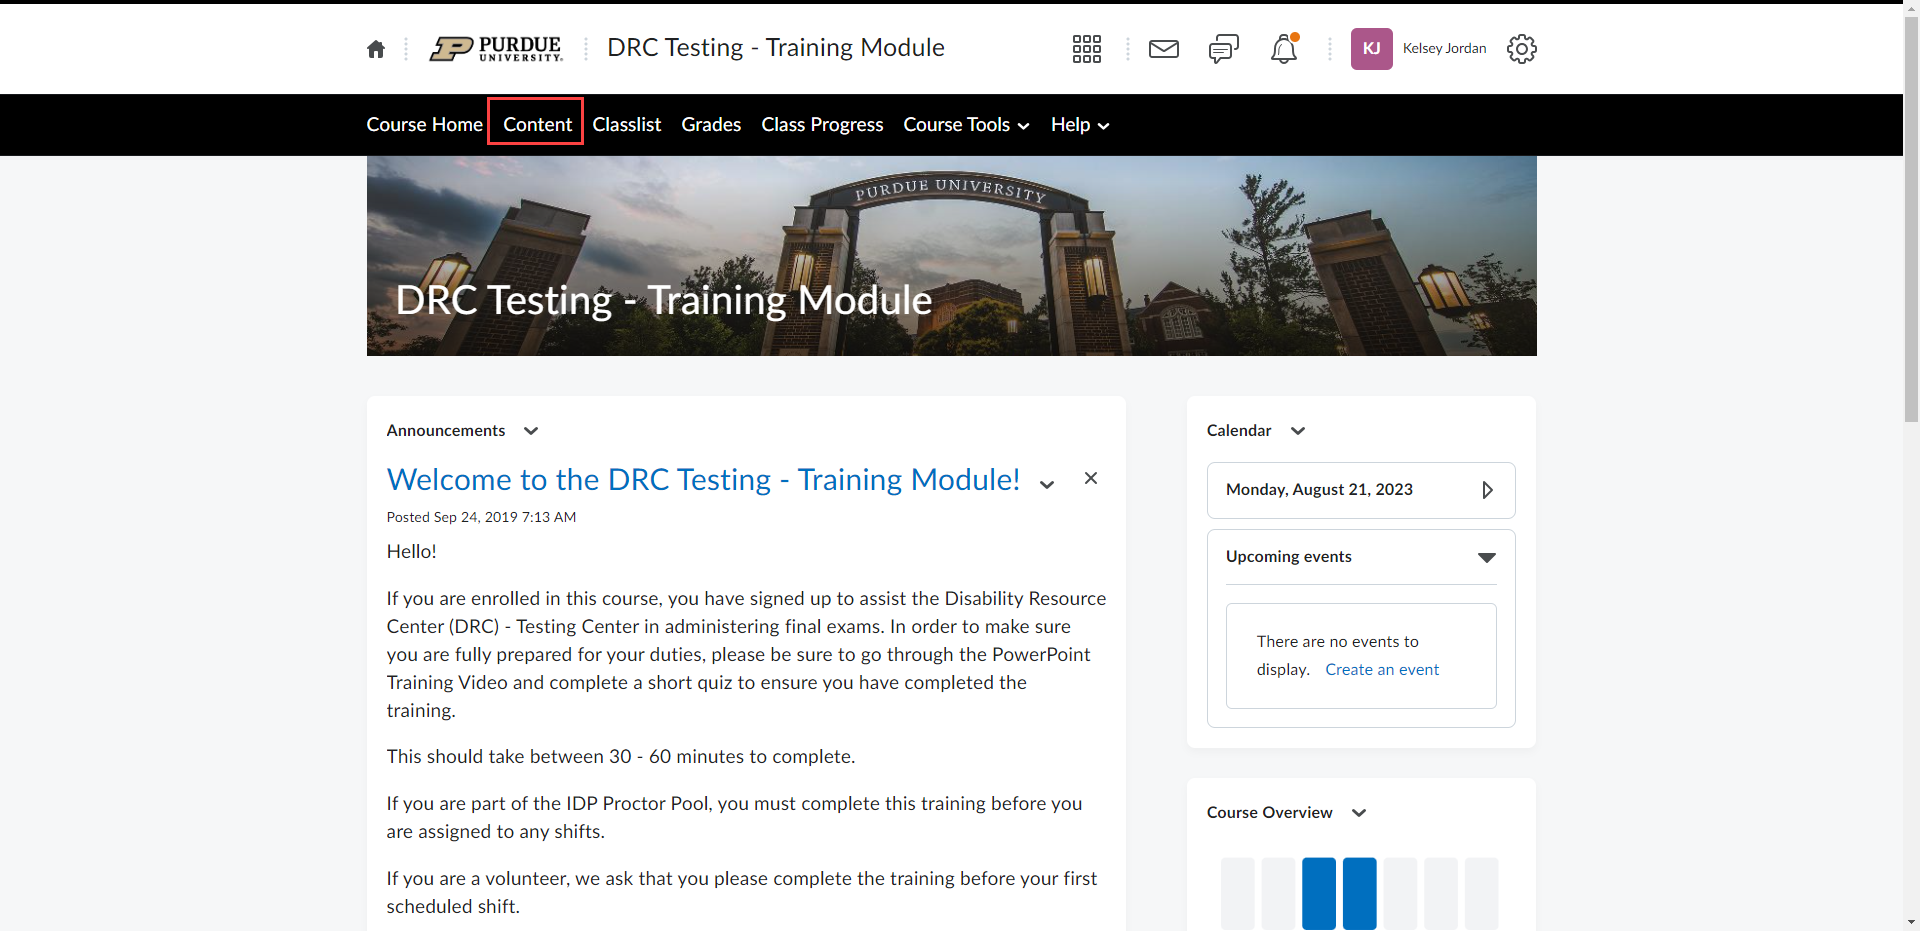 PURDUE
UNIVERSITY.
DRC Testing - Training Module
KJ
Kelsey Jordan
Course Home Content Classlist Grades Class Progress Course Tools Help
PURDUE UNIVERSITY
DRC Testing - Training Module
Announcements
Welcome to the DRC Testing - Training Module!
Posted Sep 24, 2019 7:13 AM
Hello!
If you are enrolled in this course, you have signed up to assist the Disability Resource
Center (DRC) - Testing Center in administering final exams. In order to make sure
you are fully prepared for your duties, please be sure to go through the PowerPoint
Training Video and complete a short quiz to ensure you have completed the
training.
This should take between 30 - 60 minutes to complete.
If you are part of the IDP Proctor Pool, you must complete this training before you
are assigned to any shifts.
If you are a volunteer, we ask that you please complete the training before your first
scheduled shift.
Calendar
Monday, August 21, 2023
Upcoming events
There are no events to
display. Create an event
Course Overview